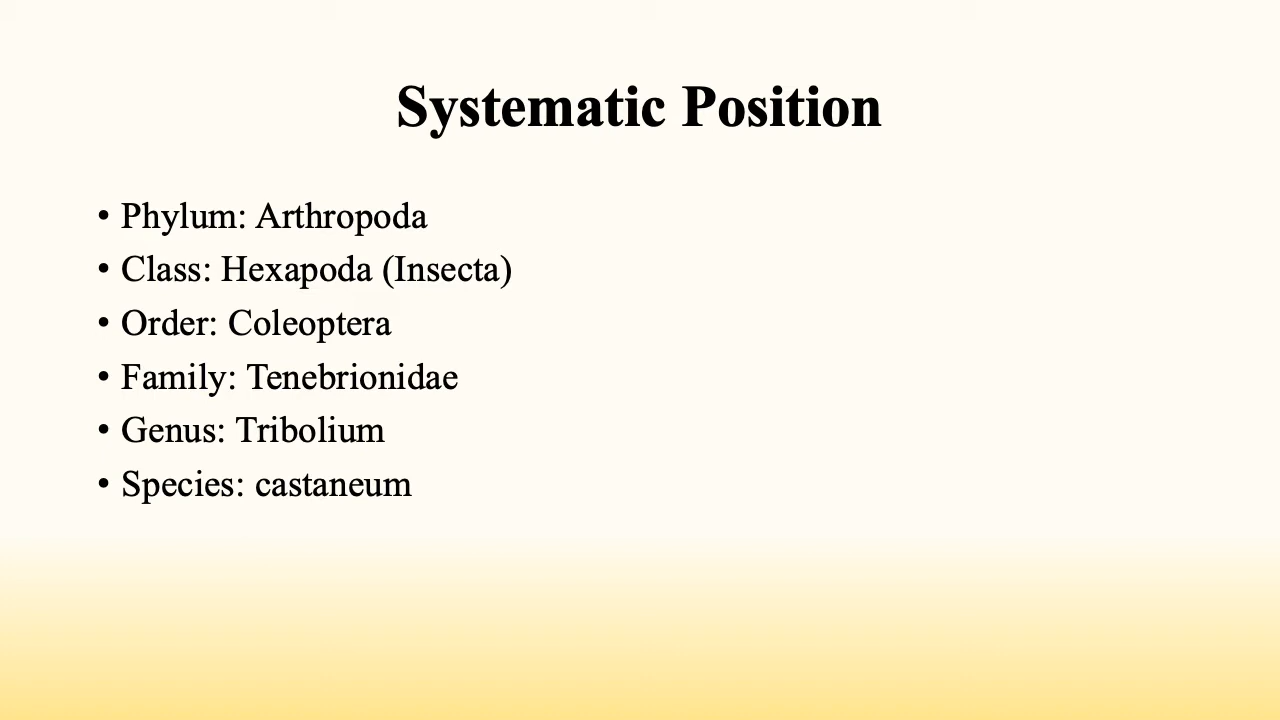 Systematic Position
• Phylum: Arthropoda
• Class: Hexapoda (Insecta)
• Order: Coleoptera
• Family: Tenebrionidae
• Genus: Tribolium
• Species: castaneum